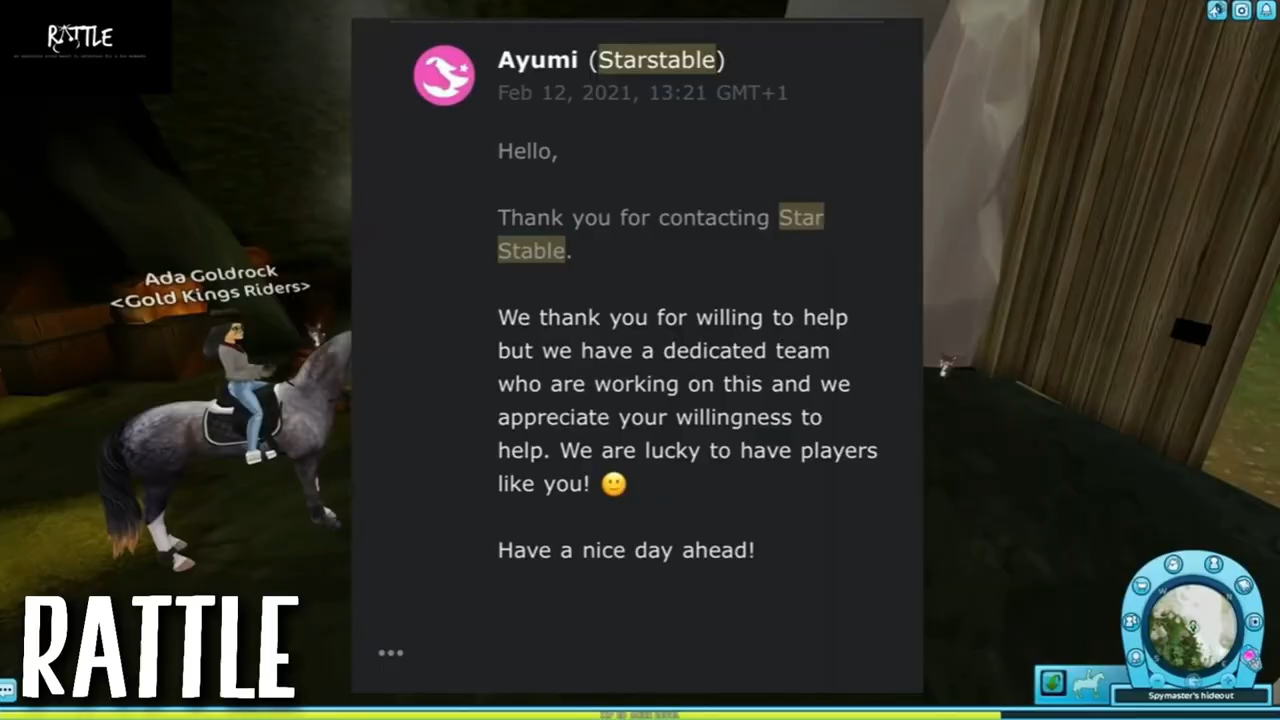 RATTLE
Ayumi (Starstable)
Feb 12, 2021, 13:21 GMT+1
Hello,
Thank you for contacting Star
Stable.
We thank you for willing to help
but we have a dedicated team
who are working on this and we
appreciate your willingness to
help. We are lucky to have players
like you! 🙂
Have a nice day ahead!
Ada Goldrock
<Gold Kings Riders>
RATTLE
Spymaster's hideout